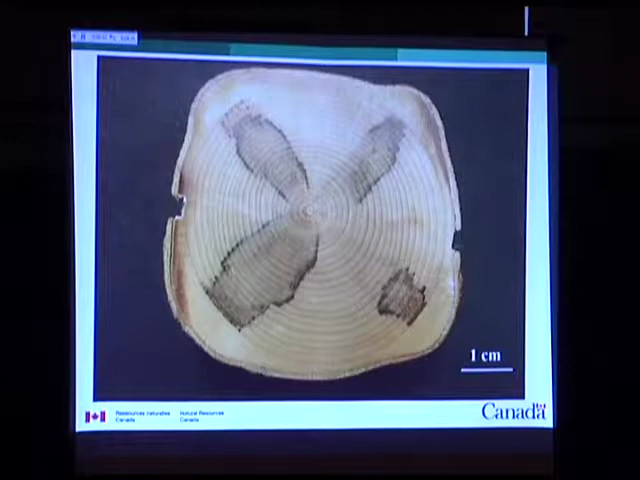 1 cm
Ressources naturelles
Canada
Natural Resources
Canada
Canada